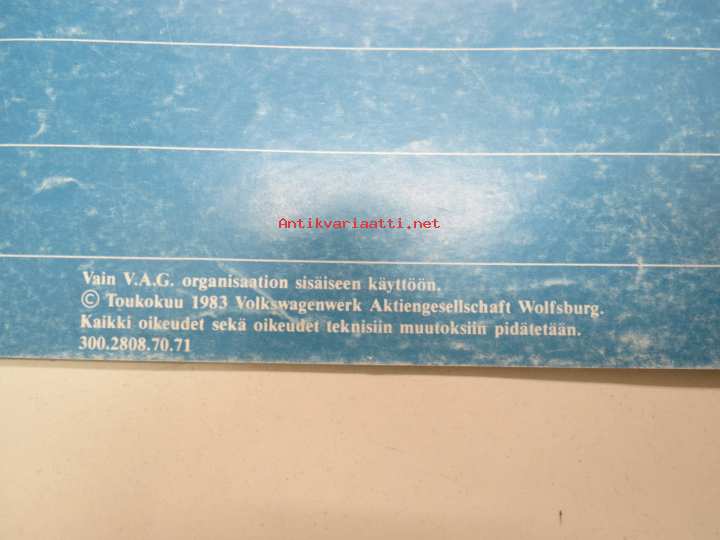 Antikvariaatti.net
Vain V.A.G. organisaation sisäiseen käyttöön.
© Toukokuu 1983 Volkswagenwerk Aktiengesellschaft Wolfsburg.
Kaikki oikeudet sekä oikeudet teknisiin muutoksiin pidätetään.
300.2808.70.71